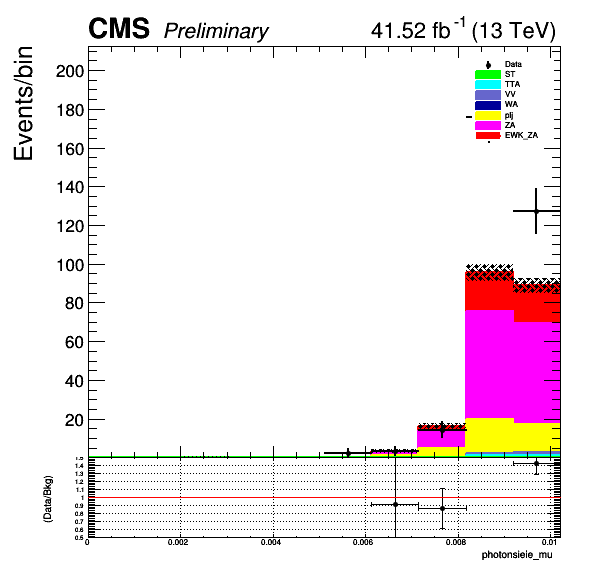 CMS Preliminary 41.52 fb⁻¹ (13 TeV)
Events/bin
200
180
160
140
120
100
80
60
40
20
Data
ST
TTA
VV
WA
plj
ZA
EWK_ZA
(Data/Bkg)
1.5
1.4
1.3
1.2
1.1
1
0.9
0.8
0.7
0.6
0.5
0 0.002 0.004 0.006 0.008 0.01
photonsieie_mu